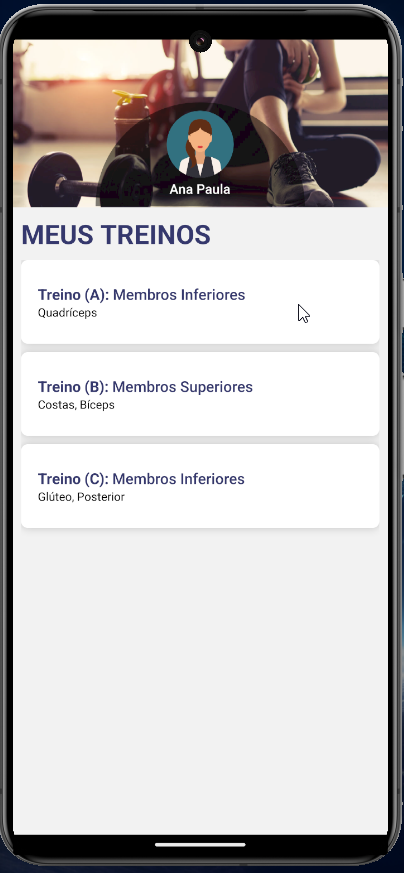 Ana Paula
MEUS TREINOS
Treino (A): Membros Inferiores
Quadríceps
Treino (B): Membros Superiores
Costas, Bíceps
Treino (C): Membros Inferiores
Glúteo, Posterior